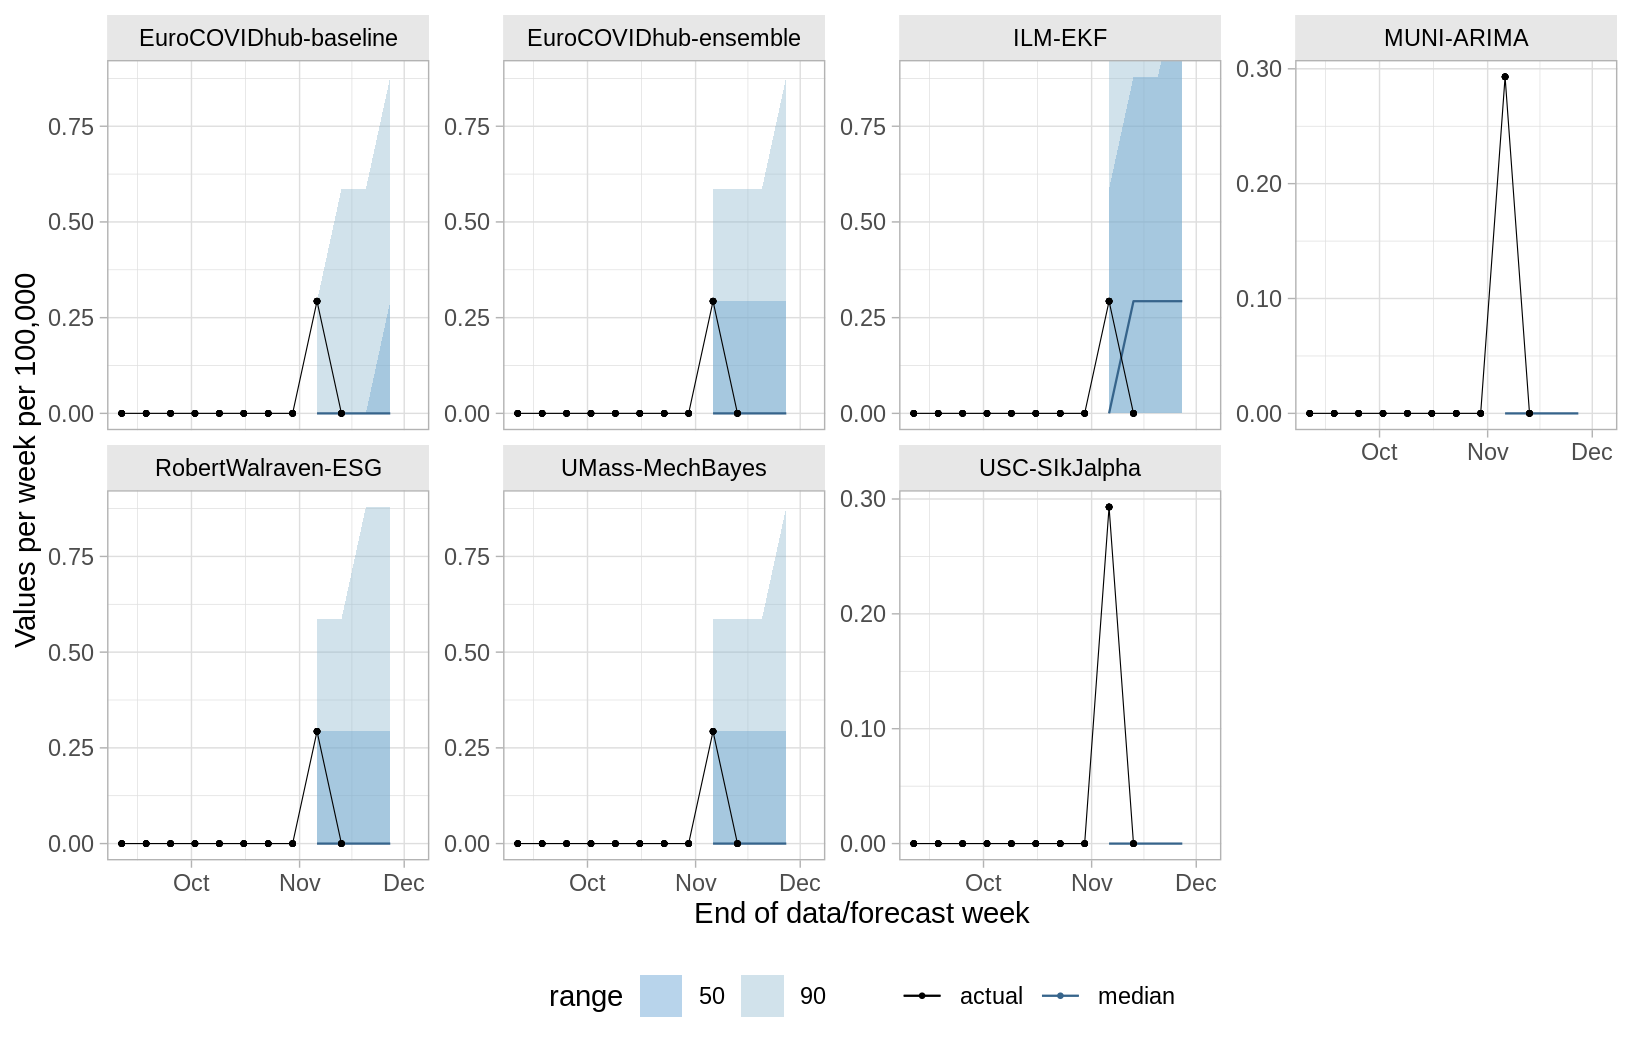 EuroCOVIDhub-baseline
EuroCOVIDhub-ensemble
ILM-EKF
MUNI-ARIMA
0.75
0.50
0.25
0.00
0.75
0.50
0.25
0.00
0.75
0.50
0.25
0.00
0.30
0.20
0.10
0.00
Oct Nov Dec
Values per week per 100,000
RobertWalraven-ESG
UMass-MechBayes
USC-SIkJalpha
0.75
0.50
0.25
0.00
0.75
0.50
0.25
0.00
0.30
0.20
0.10
0.00
Oct Nov Dec
Oct Nov Dec
Oct Nov Dec
End of data/forecast week
range 50 90 actual median